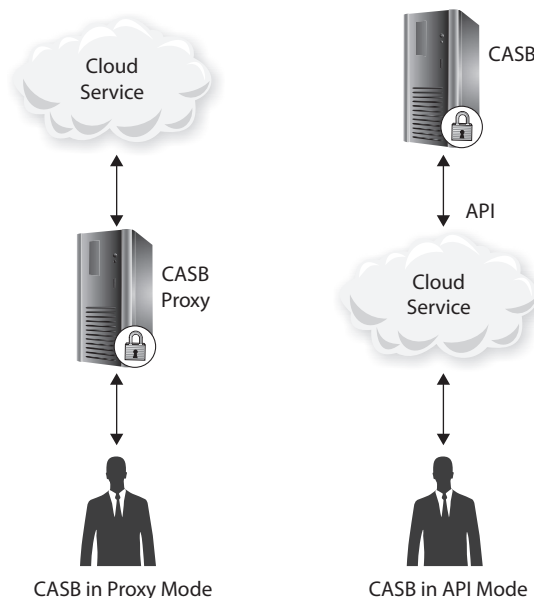 Cloud
Service
CASB
Proxy
CASB in Proxy Mode
CASB
API
Cloud
Service
CASB in API Mode